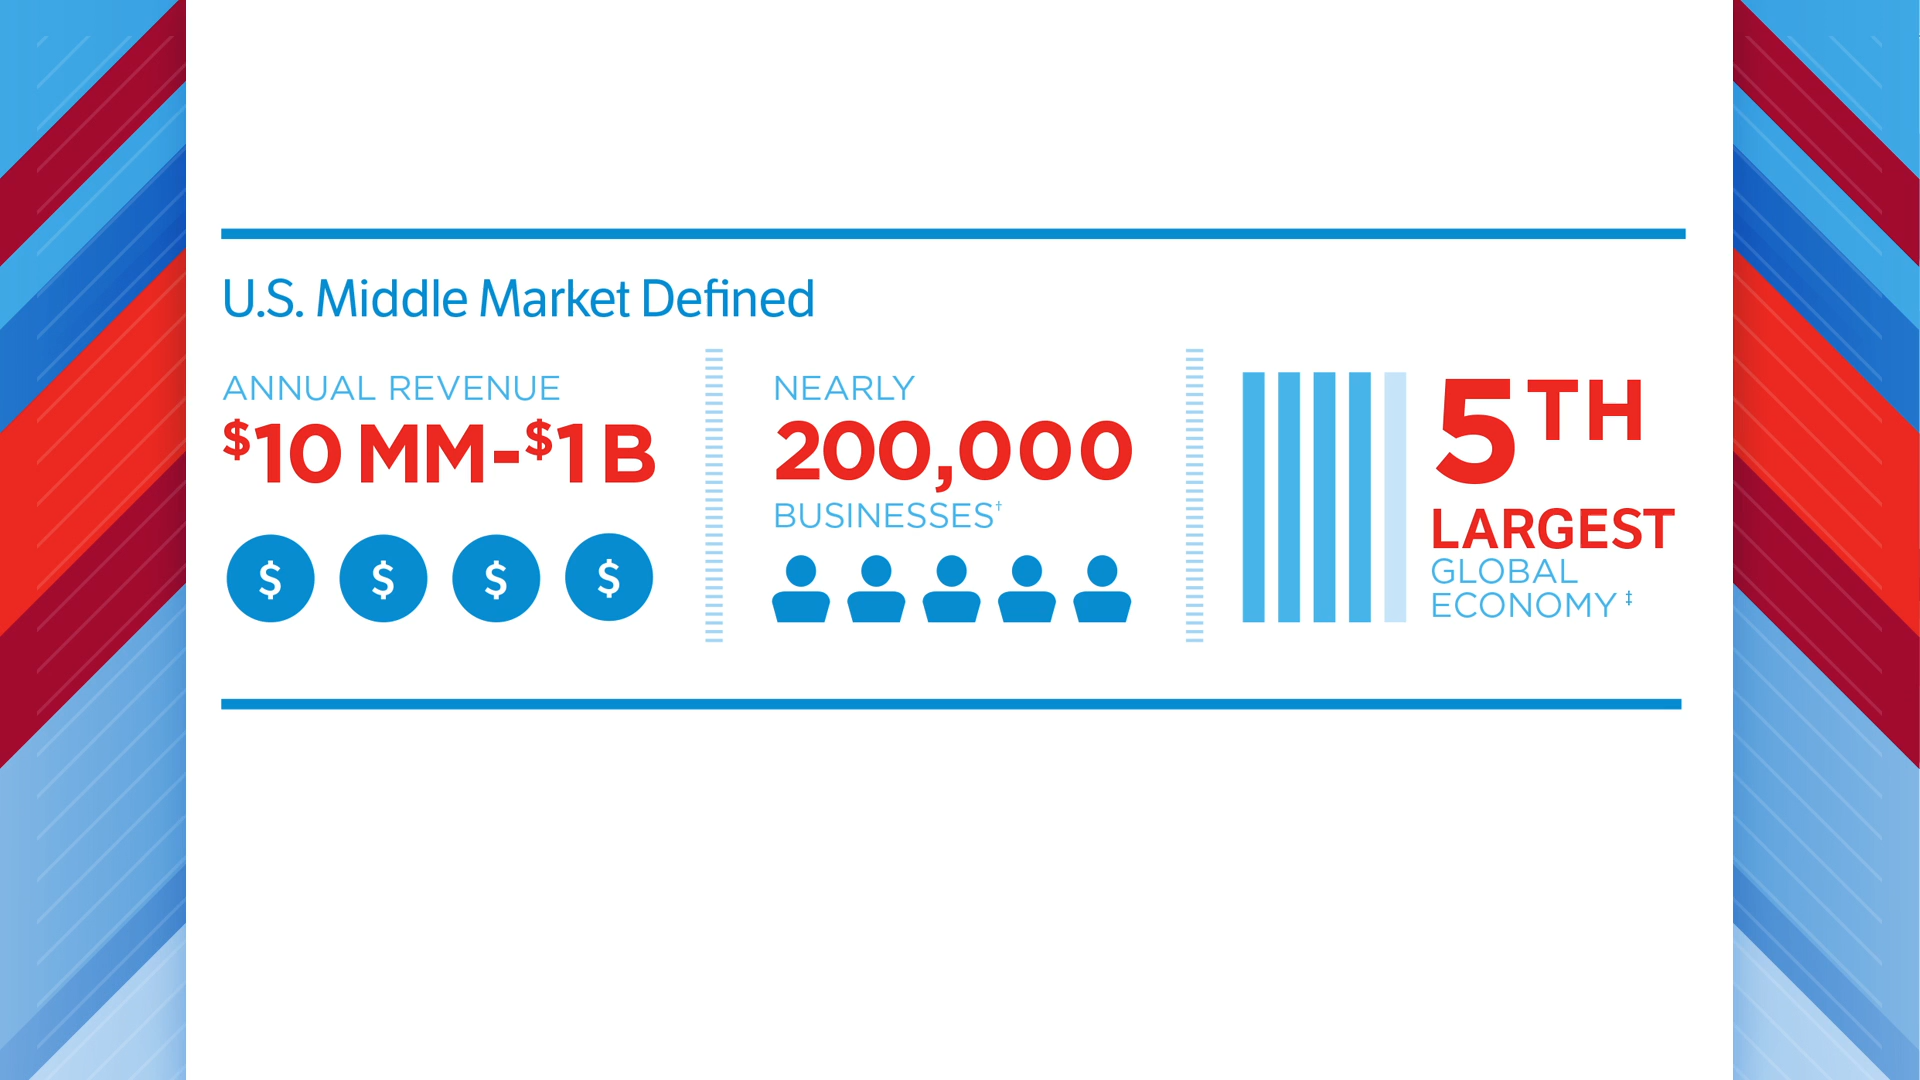 U.S. Middle Market Defined
ANNUAL REVENUE
$10 MM-$1 B
$ $ $ $
NEARLY
200,000
BUSINESSES†
5TH
LARGEST
GLOBAL
ECONOMY ‡